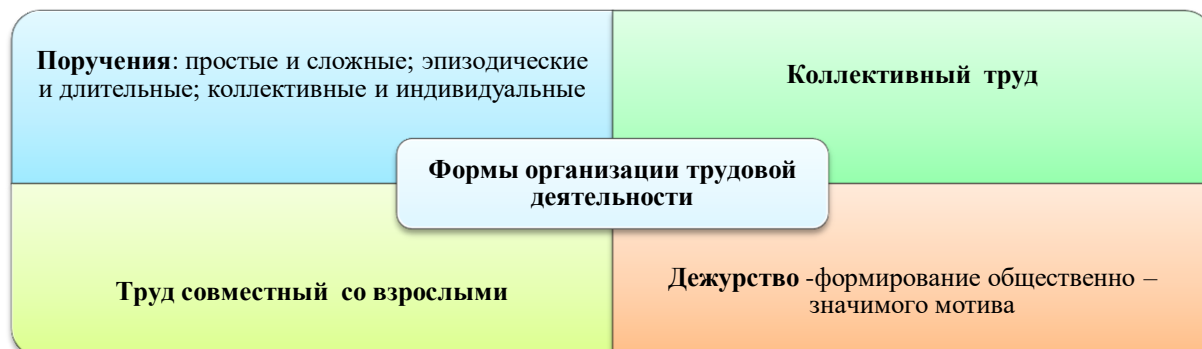 Поручения: простые и сложные; эпизодические
и длительные; коллективные и индивидуальные
Коллективный труд
Формы организации трудовой
деятельности
Труд совместный со взрослыми
Дежурство -формирование общественно –
значимого мотива